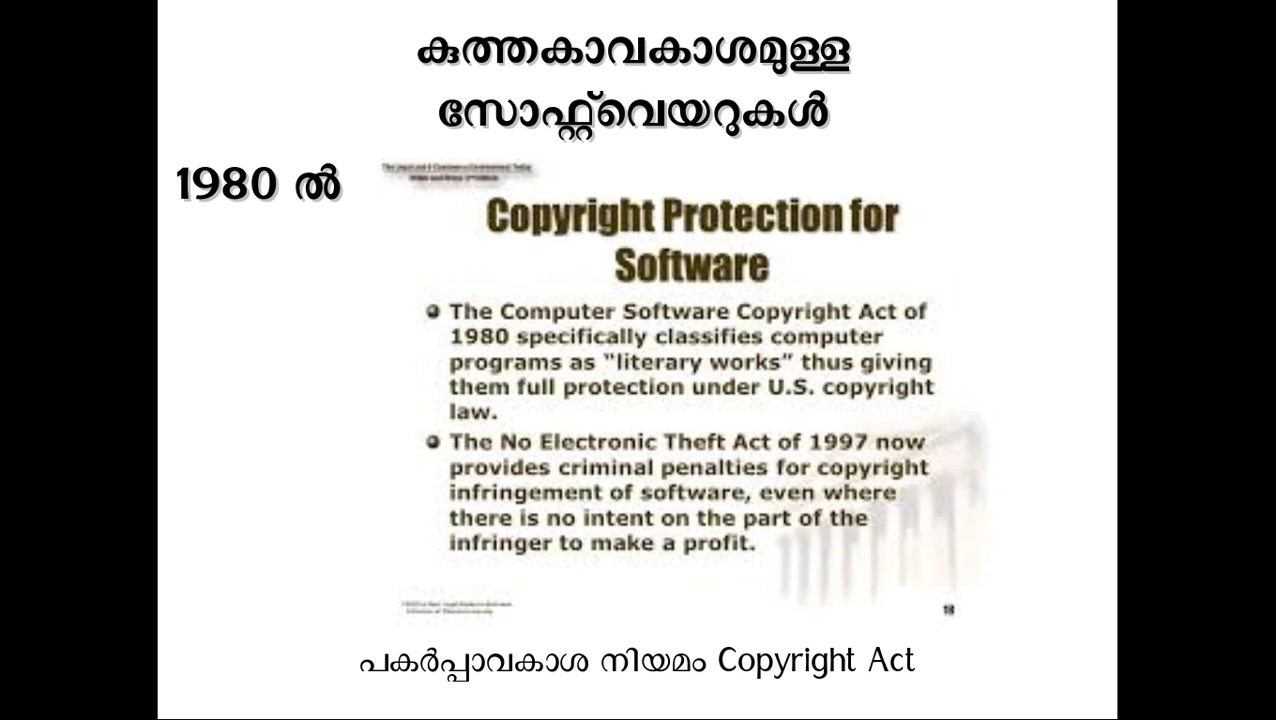 കുത്തകാവകാശമുള്ള
സോഫ്റ്റ്‌വെയറുകൾ
1980 ൽ
Copyright Protection for
Software
The Computer Software Copyright Act of
1980 specifically classifies computer
programs as “literary works” thus giving
them full protection under U.S. copyright
law.
The No Electronic Theft Act of 1997 now
provides criminal penalties for copyright
infringement of software, even where
there is no intent on the part of the
infringer to make a profit.
18
പകർപ്പാവകാശ നിയമം Copyright Act